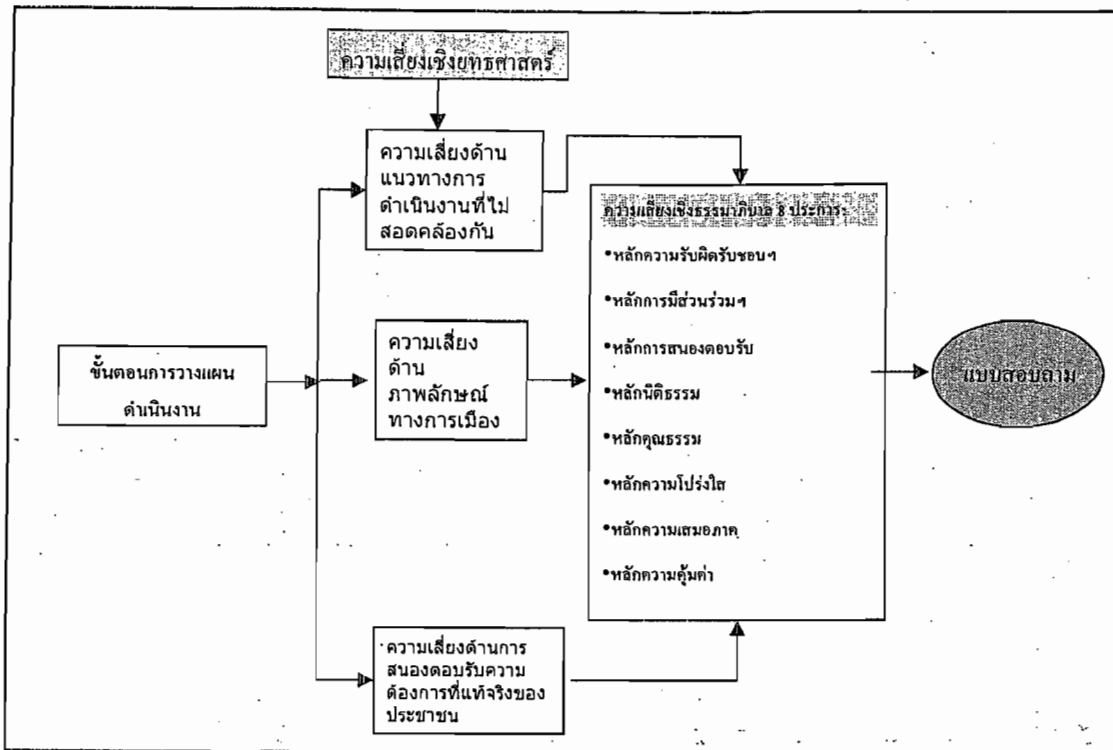 ความเสี่ยงเชิงยุทธศาสตร์
ความเสี่ยงด้าน
แนวทางการ
ดำเนินงานที่ไม่
สอดคล้องกัน
ขั้นตอนการวางแผน
ดำเนินงาน
ความเสี่ยง
ด้าน
ภาพลักษณ์
ทางการเมือง
ความเสี่ยงด้านการ
สนองตอบรับความ
ต้องการที่แท้จริงของ
ประชาชน
ความเสี่ยงเชิงธรรมาภิบาล 8 ประการ:
•หลักความรับผิดรับชอบฯ
•หลักการมีส่วนร่วมฯ
•หลักการสนองตอบรับ
•หลักนิติธรรม
•หลักคุณธรรม
•หลักความโปร่งใส
•หลักความเสมอภาค
•หลักความคุ้มค่า
แบบสอบถาม